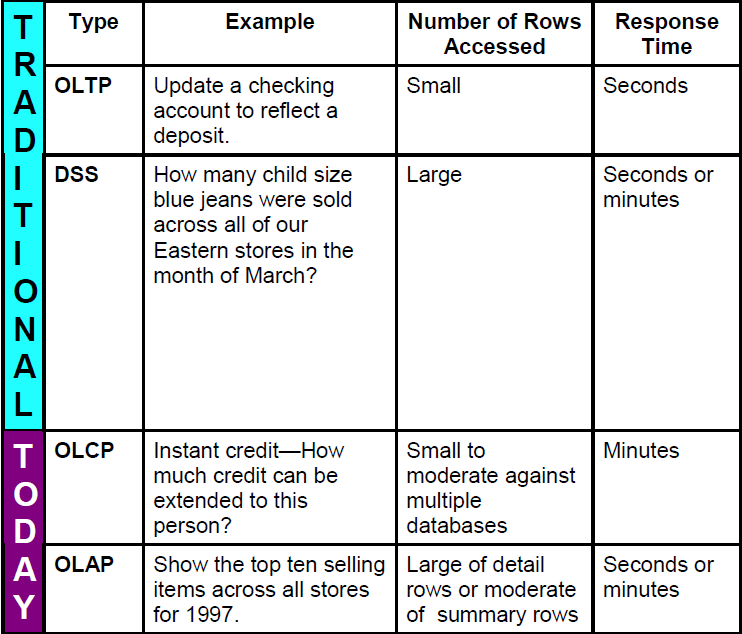 TRADITIONAL
Type
Example
Number of Rows
Accessed
Response
Time
OLTP
Update a checking
account to reflect a
deposit.
Small
Seconds
DSS
How many child size
blue jeans were sold
across all of our
Eastern stores in the
month of March?
Large
Seconds or
minutes
TODAY
OLCP
Instant credit—How
much credit can be
extended to this
person?
Small to
moderate against
multiple
databases
Minutes
OLAP
Show the top ten selling
items across all stores
for 1997.
Large of detail
rows or moderate
of summary rows
Seconds or
minutes